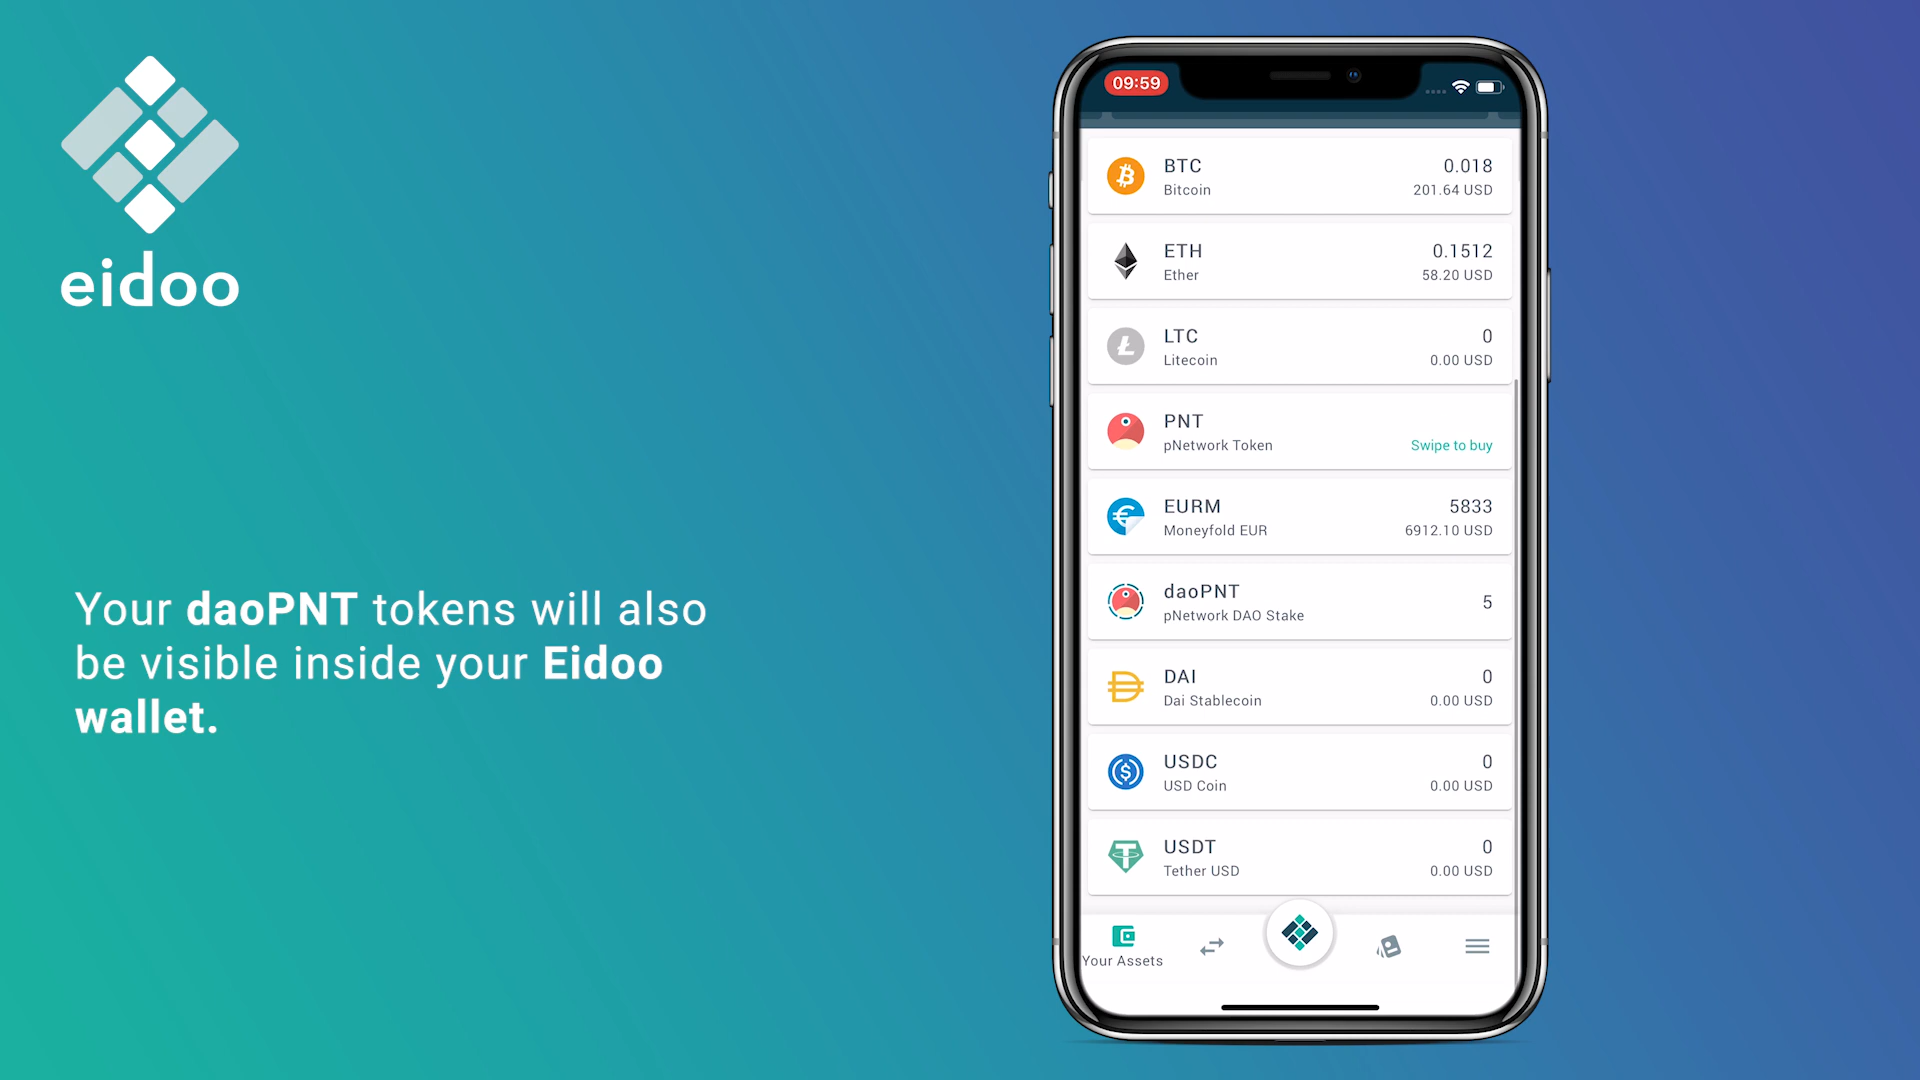 eidoo
Your daoPNT tokens will also
be visible inside your Eidoo
wallet.
09:59
BTC
0.018
Bitcoin
201.64 USD
ETH
0.1512
Ether
58.20 USD
LTC
0
Litecoin
0.00 USD
PNT
pNetwork Token
Swipe to buy
EURM
5833
Moneyfold EUR
6912.10 USD
daoPNT
5
pNetwork DAO Stake
DAI
0
Dai Stablecoin
0.00 USD
USDC
0
USD Coin
0.00 USD
USDT
0
Tether USD
0.00 USD
Your Assets